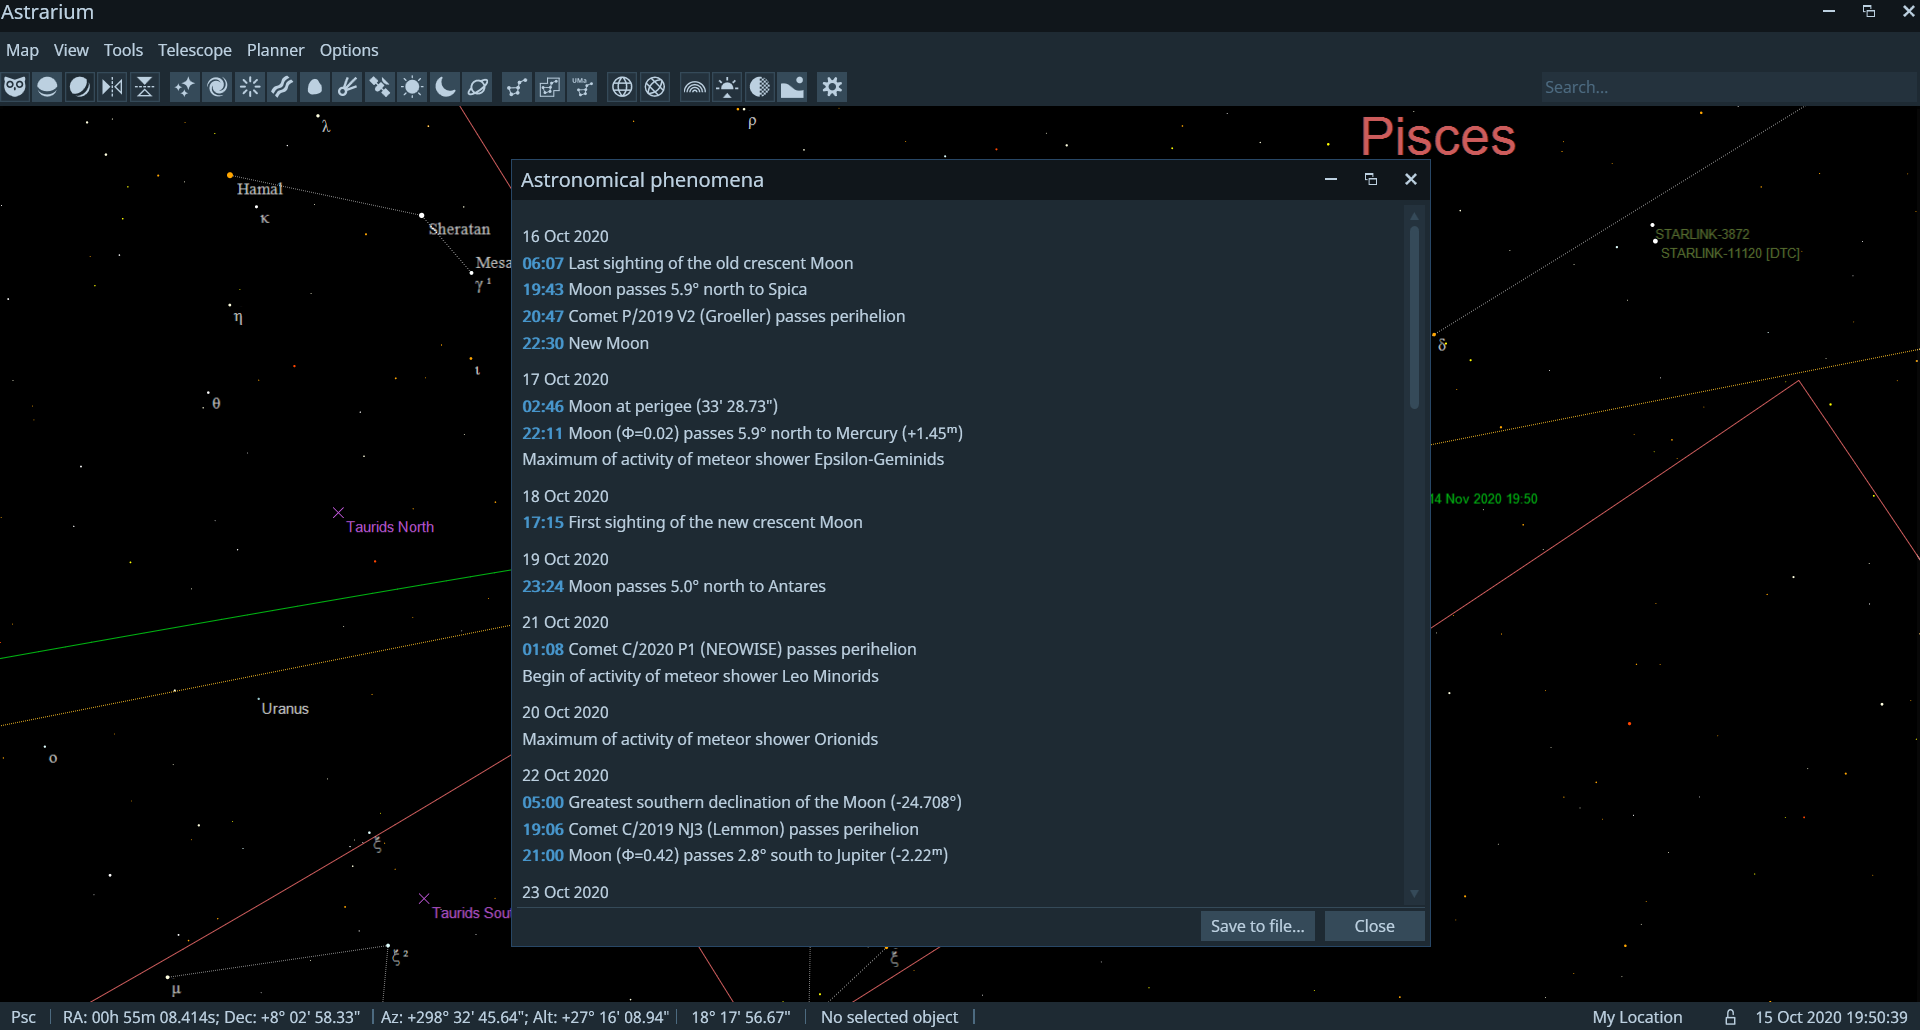 Astrarium
Map View Tools Telescope Planner Options
UMa
Search...
λ
ρ
Pisces
Hamal
κ
Sheratan
Mesa
γ 1
η
ι
θ
Taurids North
Uranus
ο
ξ
Taurids Sout
ξ 2
μ
ξ
STARLINK-3872
STARLINK-11120 [DTC]
δ
14 Nov 2020 19:50
Astronomical phenomena
16 Oct 2020
06:07 Last sighting of the old crescent Moon
19:43 Moon passes 5.9° north to Spica
20:47 Comet P/2019 V2 (Groeller) passes perihelion
22:30 New Moon
17 Oct 2020
02:46 Moon at perigee (33' 28.73")
22:11 Moon (Φ=0.02) passes 5.9° north to Mercury (+1.45ᵐ)
Maximum of activity of meteor shower Epsilon-Geminids
18 Oct 2020
17:15 First sighting of the new crescent Moon
19 Oct 2020
23:24 Moon passes 5.0° north to Antares
21 Oct 2020
01:08 Comet C/2020 P1 (NEOWISE) passes perihelion
Begin of activity of meteor shower Leo Minorids
20 Oct 2020
Maximum of activity of meteor shower Orionids
22 Oct 2020
05:00 Greatest southern declination of the Moon (-24.708°)
19:06 Comet C/2019 NJ3 (Lemmon) passes perihelion
21:00 Moon (Φ=0.42) passes 2.8° south to Jupiter (-2.22ᵐ)
23 Oct 2020
Save to file...
Close
Psc
RA: 00h 55m 08.414s; Dec: +8° 02' 58.33"
Az: +298° 32' 45.64"; Alt: +27° 16' 08.94"
18° 17' 56.67"
No selected object
My Location
15 Oct 2020 19:50:39